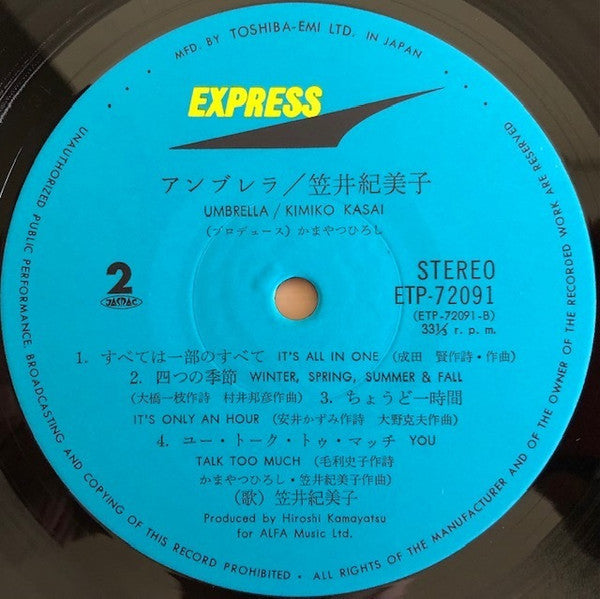 MFD. BY TOSHIBA-EMI LTD. IN JAPAN
EXPRESS
アンブレラ/笠井紀美子
UMBRELLA / KIMIKO KASAI
(プロデュース) かまやつひろし
2
JASRAC
STEREO
ETP-72091
(ETP-72091-B)
33⅓ r. p. m.
1. すべては一部のすべて IT'S ALL IN ONE (成田 賢作詩・作曲)
2. 四つの季節 WINTER, SPRING, SUMMER & FALL
(大橋一枝作詩 村井邦彦作曲) 3. ちょうど一時間
IT'S ONLY AN HOUR (安井かずみ作詩 大野克夫作曲)
4. ユー・トーク・トゥ・マッチ YOU
TALK TOO MUCH (毛利史子作詩
かまやつひろし・笠井紀美子作曲)
(歌) 笠井紀美子
Produced by Hiroshi Kamayatsu
for ALFA Music Ltd.
UNAUTHORIZED PUBLIC PERFORMANCE, BROADCASTING AND COPYING OF THIS RECORD PROHIBITED • ALL RIGHTS OF THE MANUFACTURER AND OF THE OWNER OF THE RECORDED WORK ARE RESERVED